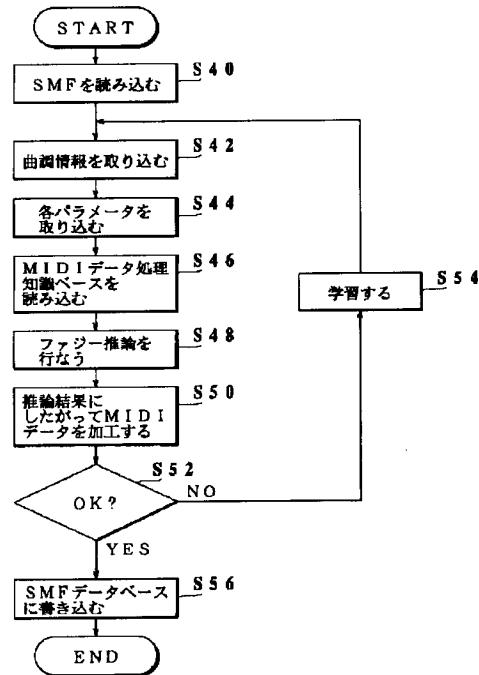 START
S40
SMFを読み込む
S42
曲調情報を取り込む
S44
各パラメータを
取り込む
S46
MIDIデータ処理
知識ベースを
読み込む
S54
学習する
S48
ファジー推論を
行なう
S50
推論結果に
したがってMIDI
データを加工する
S52
OK?
NO
YES
S56
SMFデータベース
に書き込む
END